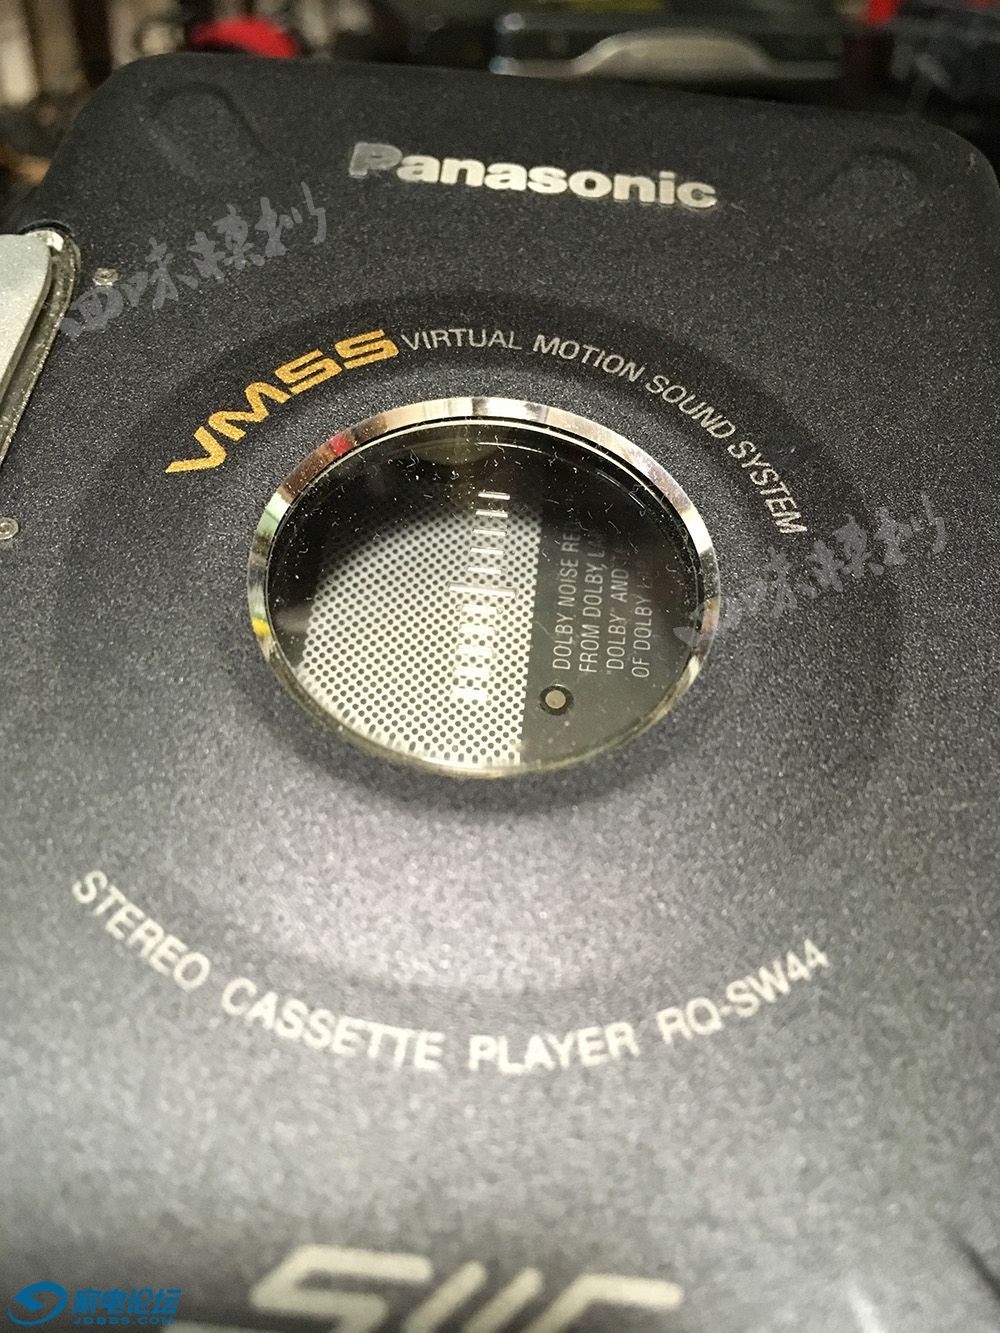 Panasonic
VMSS VIRTUAL MOTION SOUND SYSTEM
DOLBY NOISE
FROM DOLBY,
"DOLBY" AND
OF DOLBY
STEREO CASSETTE PLAYER RQ-SW44
家电论坛
JDBBS.COM